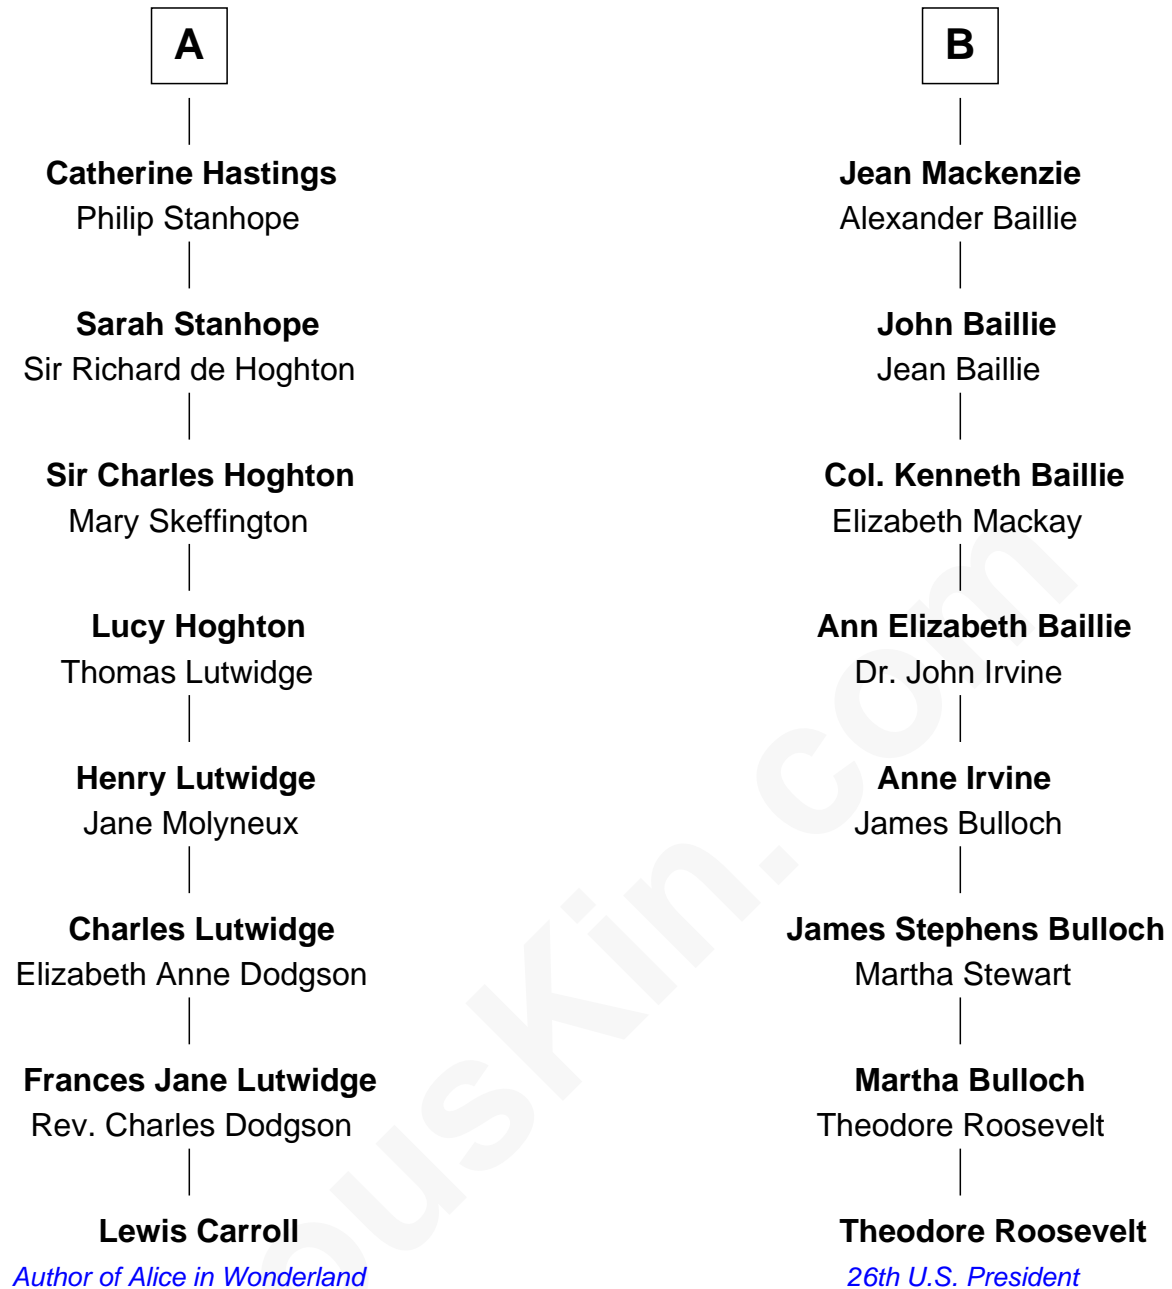 A
Catherine Hastings
Philip Stanhope
Sarah Stanhope
Sir Richard de Hoghton
Sir Charles Hoghton
Mary Skeffington
Lucy Hoghton
Thomas Lutwidge
Henry Lutwidge
Jane Molyneux
Charles Lutwidge
Elizabeth Anne Dodgson
Frances Jane Lutwidge
Rev. Charles Dodgson
Lewis Carroll
Author of Alice in Wonderland
B
Jean Mackenzie
Alexander Baillie
John Baillie
Jean Baillie
Col. Kenneth Baillie
Elizabeth Mackay
Ann Elizabeth Baillie
Dr. John Irvine
Anne Irvine
James Bulloch
James Stephens Bulloch
Martha Stewart
Martha Bulloch
Theodore Roosevelt
Theodore Roosevelt
26th U.S. President
ousKin.com